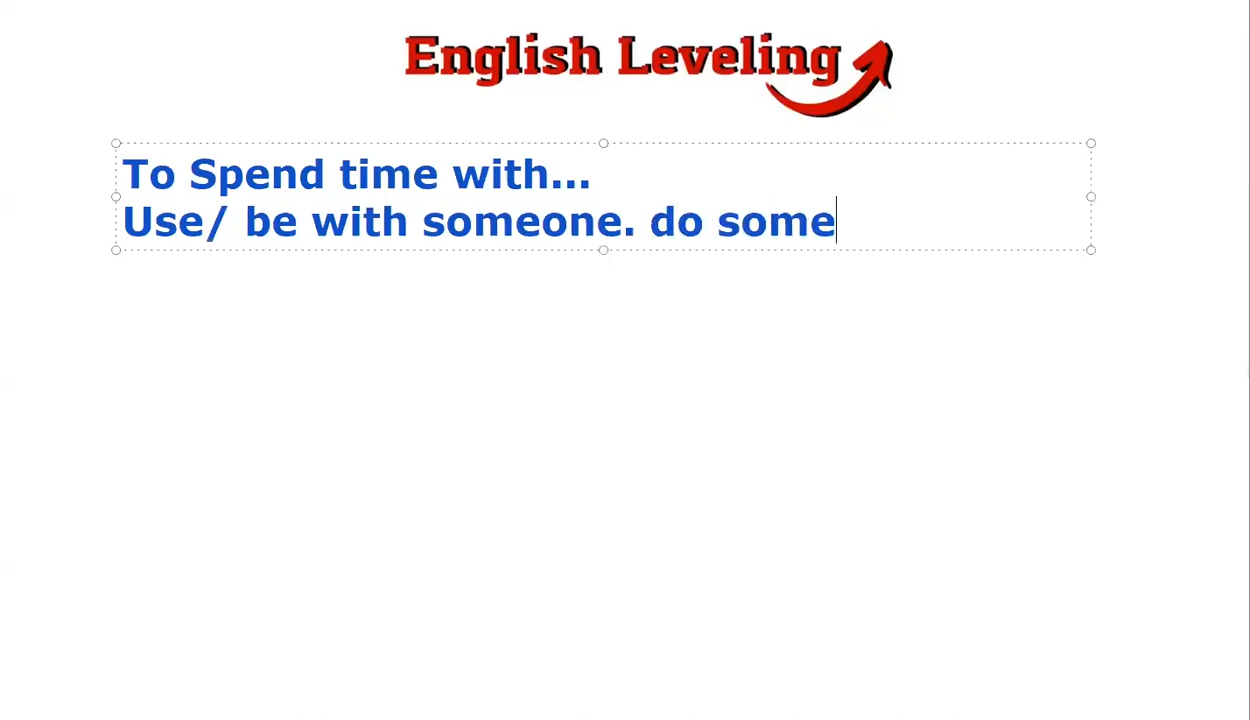 English Leveling
To Spend time with...
Use/ be with someone. do some